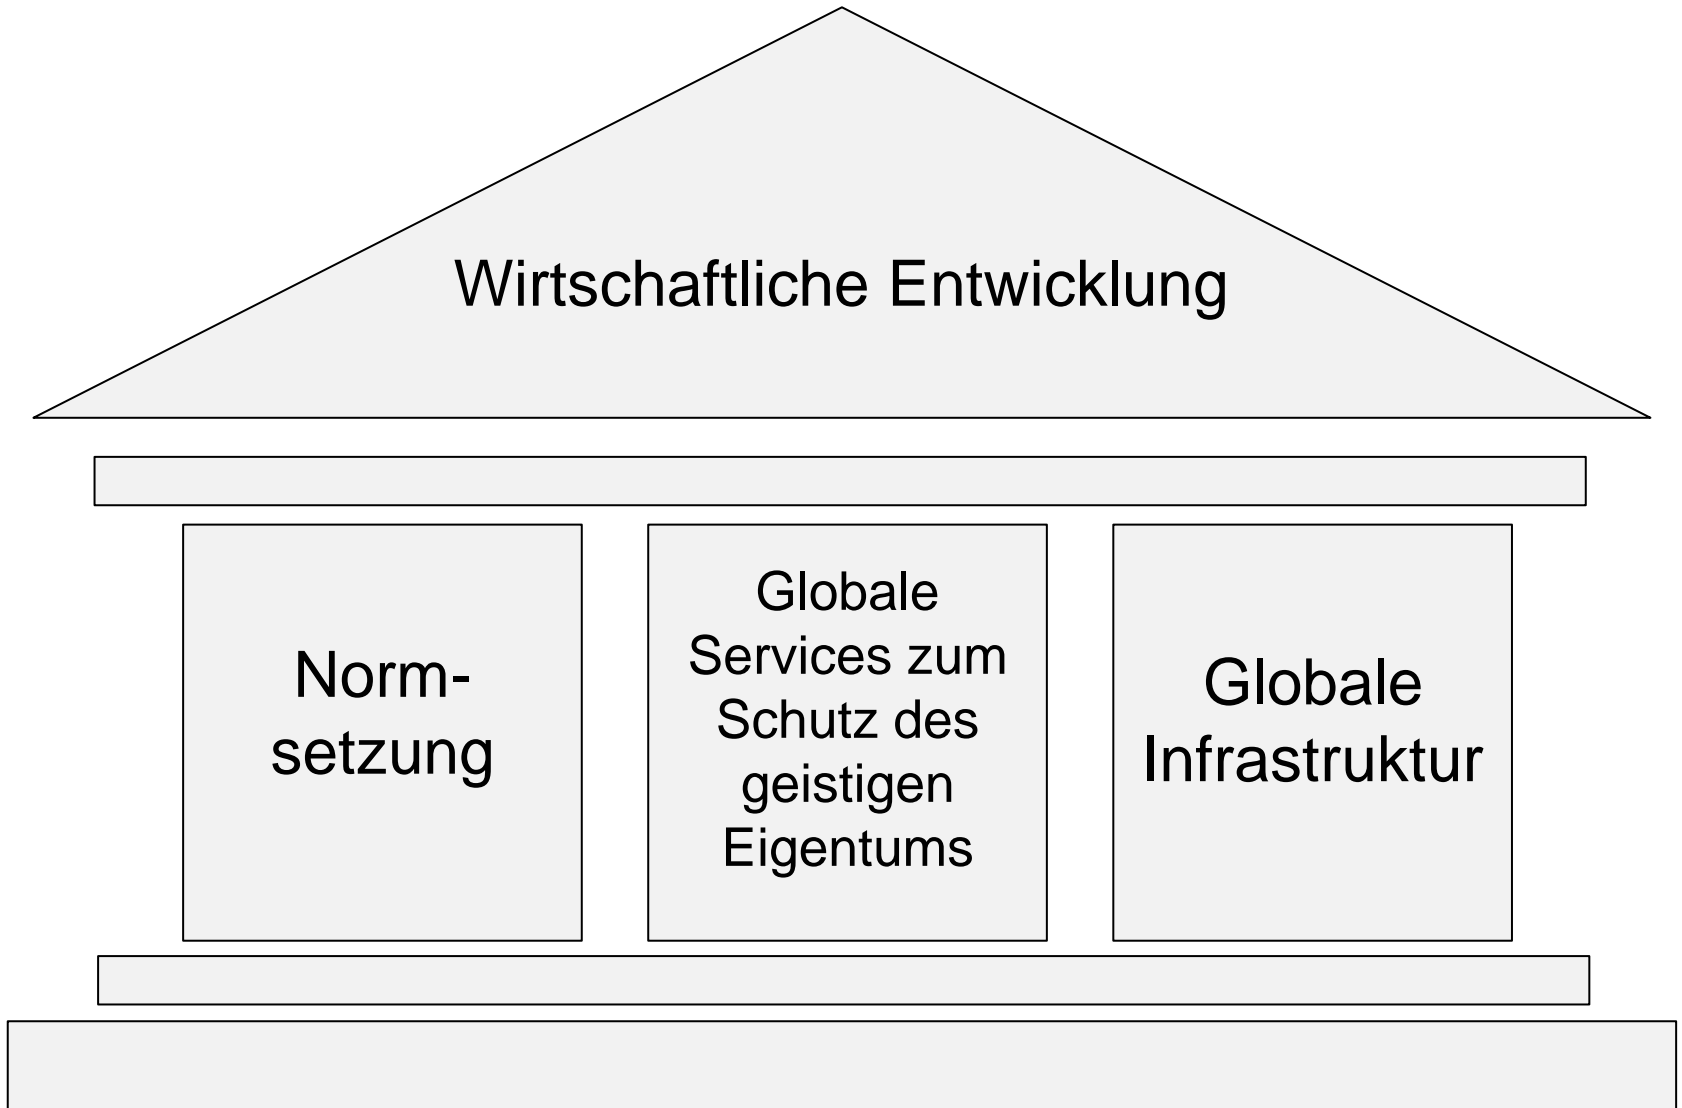 Wirtschaftliche Entwicklung
Norm-
setzung
Globale
Services zum
Schutz des
geistigen
Eigentums
Globale
Infrastruktur